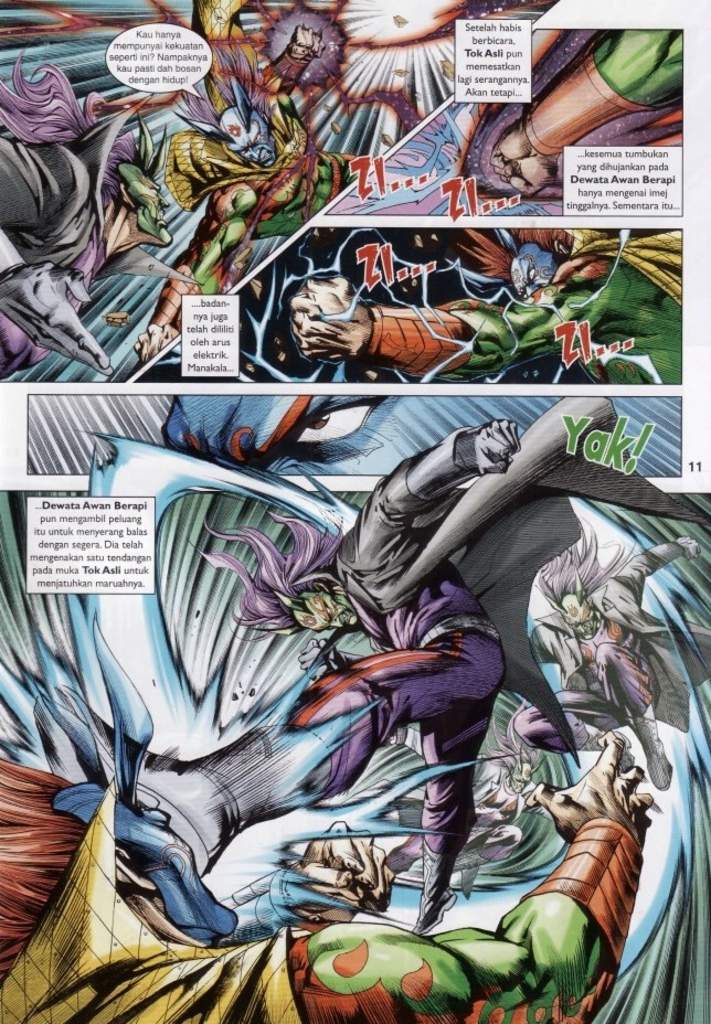 Kau hanya
mempunyai kekuatan
seperti ini? Nampaknya
kau pasti dah bosan
dengan hidup!
Setelah habis
berbicara,
Tok Asli pun
memesatkan
lagi serangannya.
Akan tetapi...
...kesemua tumbukan
yang dihujankan pada
Dewata Awan Berapi
hanya mengenai imej
tinggalnya. Sementara itu...
ZI...
ZI...
....badan-
nya juga
telah dililiti
oleh arus
elektrik.
Manakala...
ZI...
ZI...
Yak!
11
...Dewata Awan Berapi
pun mengambil peluang
itu untuk menyerang balas
dengan segera. Dia telah
mengenakan satu tendangan
pada muka Tok Asli untuk
menjatuhkan maruahnya.